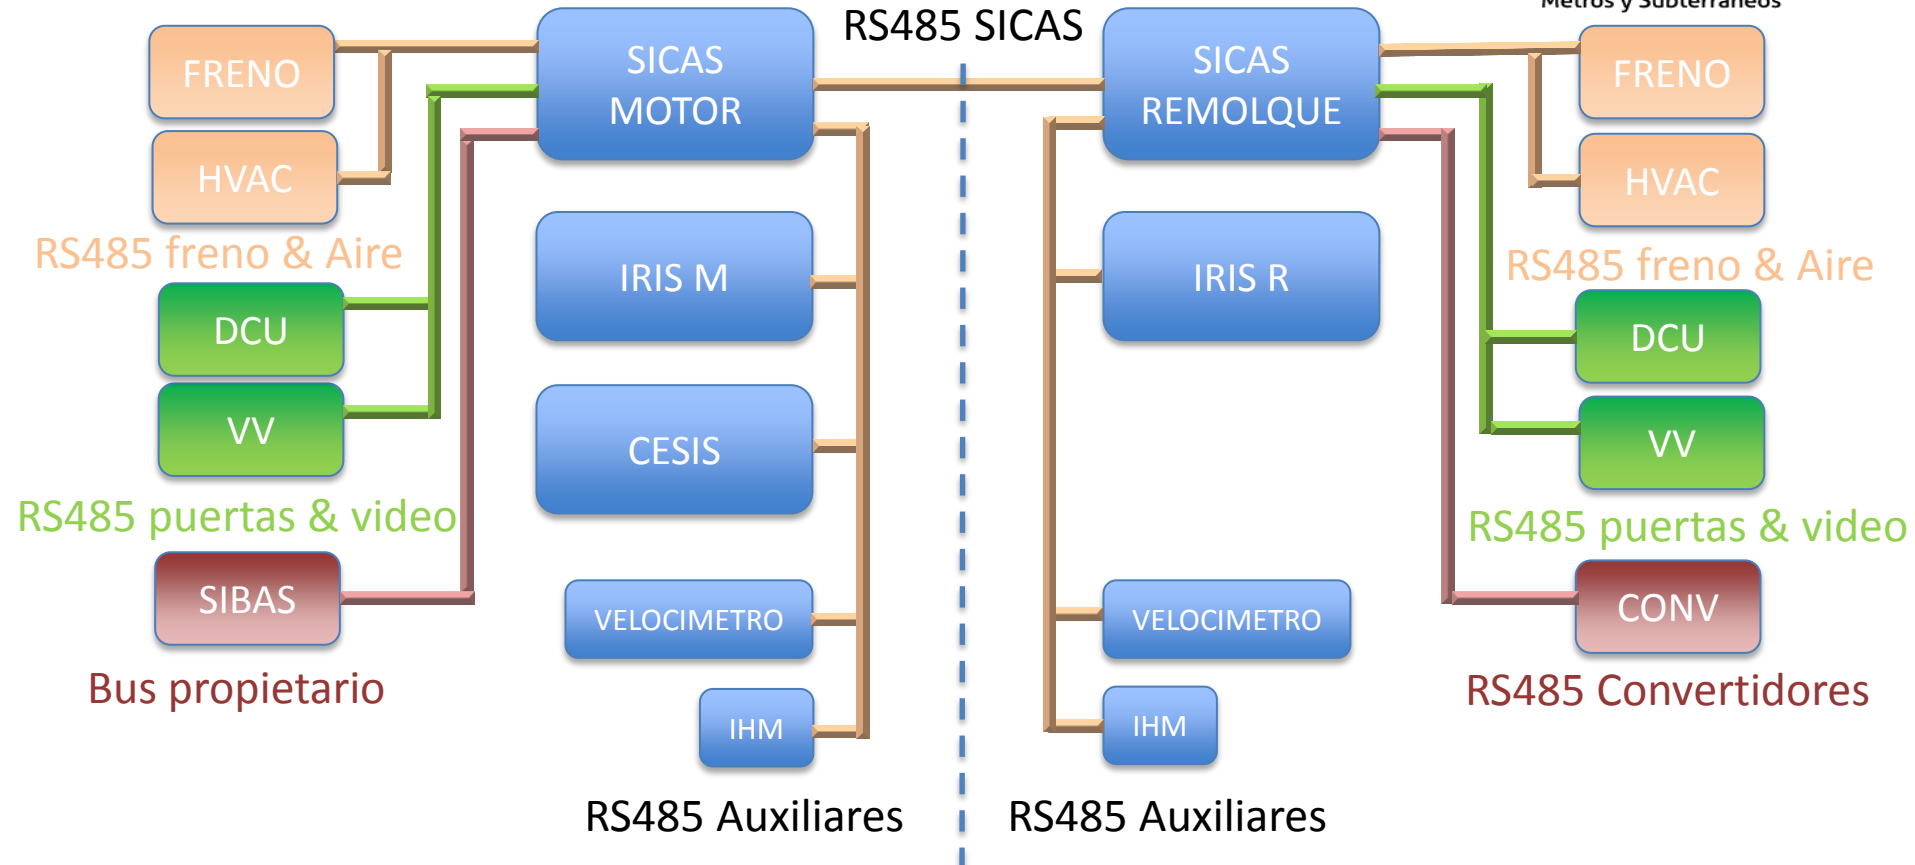 Metros y Subterráneos
RS485 SICAS
FRENO
HVAC
RS485 freno & Aire
DCU
VV
RS485 puertas & video
SIBAS
Bus propietario
SICAS
MOTOR
IRIS M
CESIS
VELOCIMETRO
IHM
RS485 Auxiliares
SICAS
REMOLQUE
IRIS R
VELOCIMETRO
IHM
RS485 Auxiliares
FRENO
HVAC
RS485 freno & Aire
DCU
VV
RS485 puertas & video
CONV
RS485 Convertidores